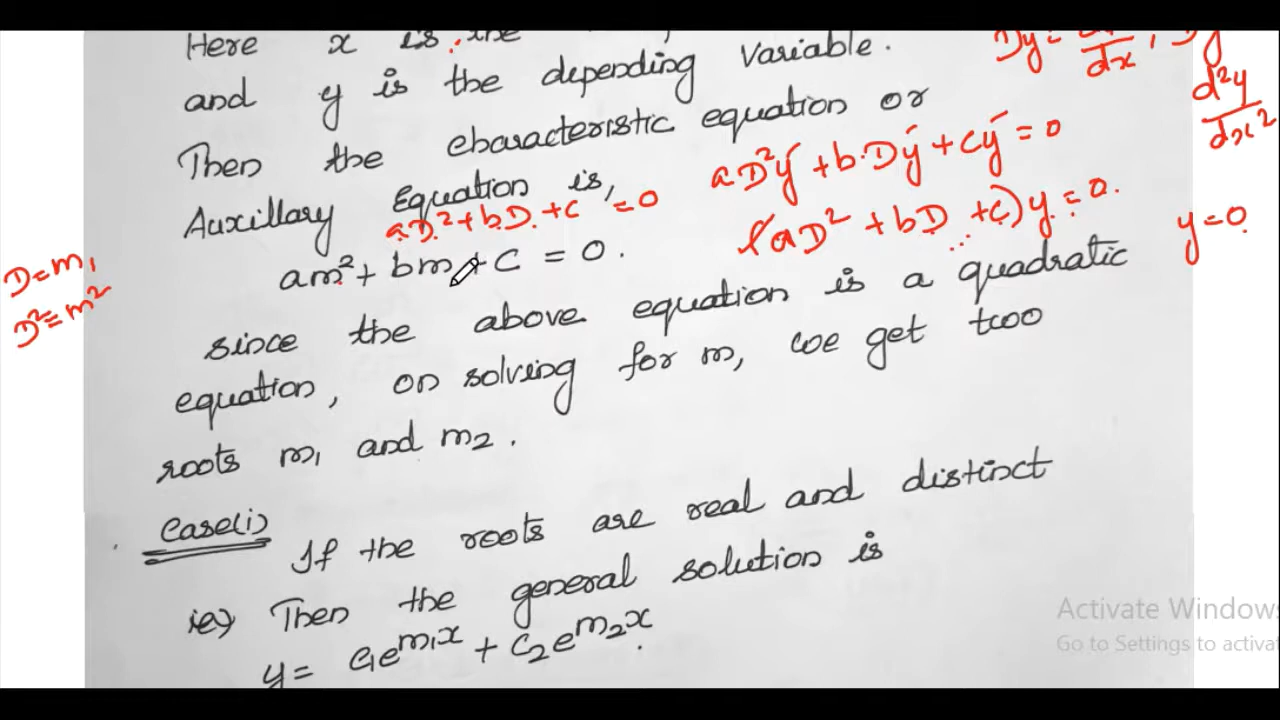 Here x is the
and y is the depending variable.
Dy = dx , Dy
d²y
dx²
Then the characteristic equation or
Auxillary Equation is,
aD²y + b.Dy + cy = 0
aD² + bD + c = 0
(aD² + bD + c)y = 0.
y = 0
am² + bm + c = 0.
D = m,
D² = m²
since the above equation is a quadratic
equation, on solving for m, we get two
roots m₁ and m₂.
Case(i)
If the roots are real and distinct
ie) Then the general solution is
y = c₁e^m₁x + c₂e^m₂x.
Activate Windows
Go to Settings to activa